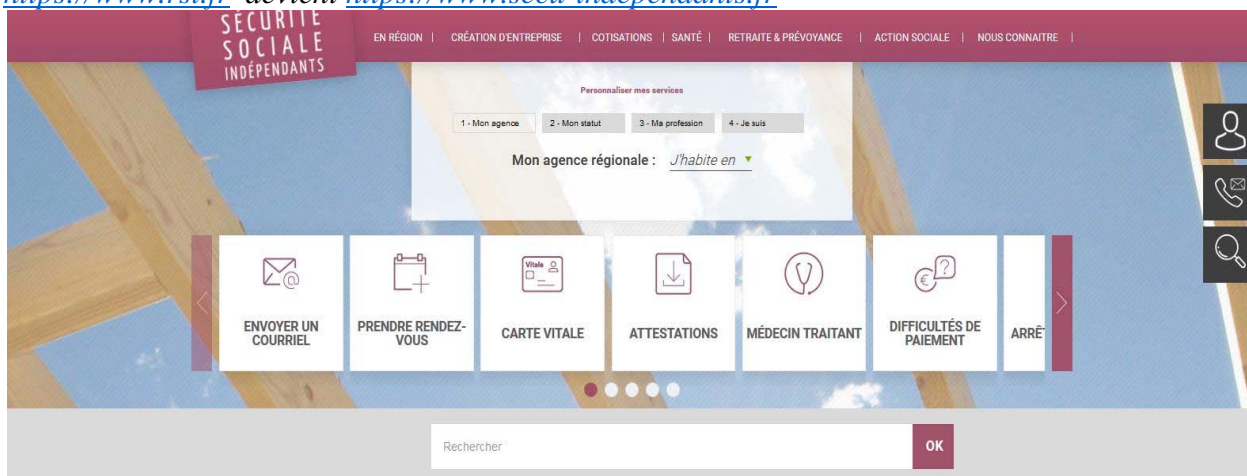 https://www.rsi.fr devient https://www.secu-independants.fr
SÉCURITÉ
SOCIALE
INDÉPENDANTS
EN RÉGION | CRÉATION D'ENTREPRISE | COTISATIONS | SANTÉ | RETRAITE & PRÉVOYANCE | ACTION SOCIALE | NOUS CONNAITRE |
Personnaliser mes services
1 - Mon agence 2 - Mon statut 3 - Ma profession 4 - Je suis
Mon agence régionale : J'habite en
Vitale
ENVOYER UN
COURRIEL
PRENDRE RENDEZ-
VOUS
CARTE VITALE
ATTESTATIONS
MÉDECIN TRAITANT
DIFFICULTÉS DE
PAIEMENT
ARRÊT
Rechercher OK